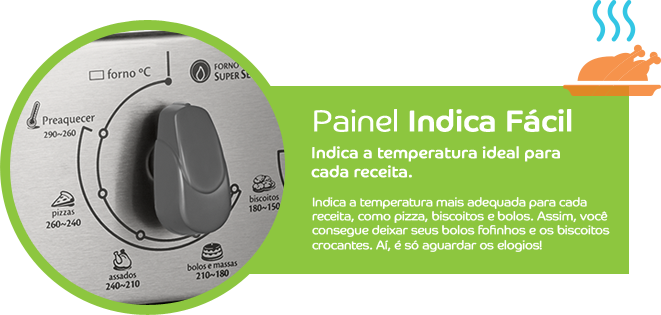 forno ºC
FORNO
SUPER SE
Preaquecer
290~260
pizzas
260~240
assados
240~210
bolos e massas
210~180
biscoitos
180~150
Painel Indica Fácil
Indica a temperatura ideal para
cada receita.
Indica a temperatura mais adequada para cada
receita, como pizza, biscoitos e bolos. Assim, você
consegue deixar seus bolos fofinhos e os biscoitos
crocantes. Aí, é só aguardar os elogios!